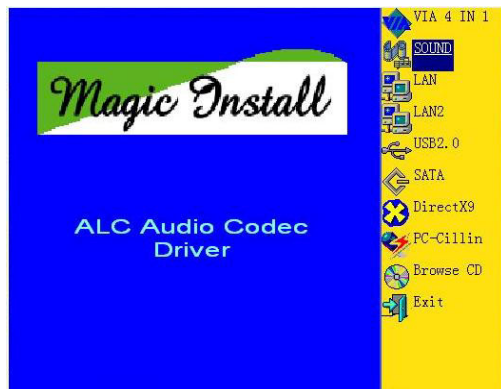 Magic Install
ALC Audio Codec
Driver
VIA 4 IN 1
SOUND
LAN
LAN2
USB2.0
SATA
DirectX9
PC-Cillin
Browse CD
Exit